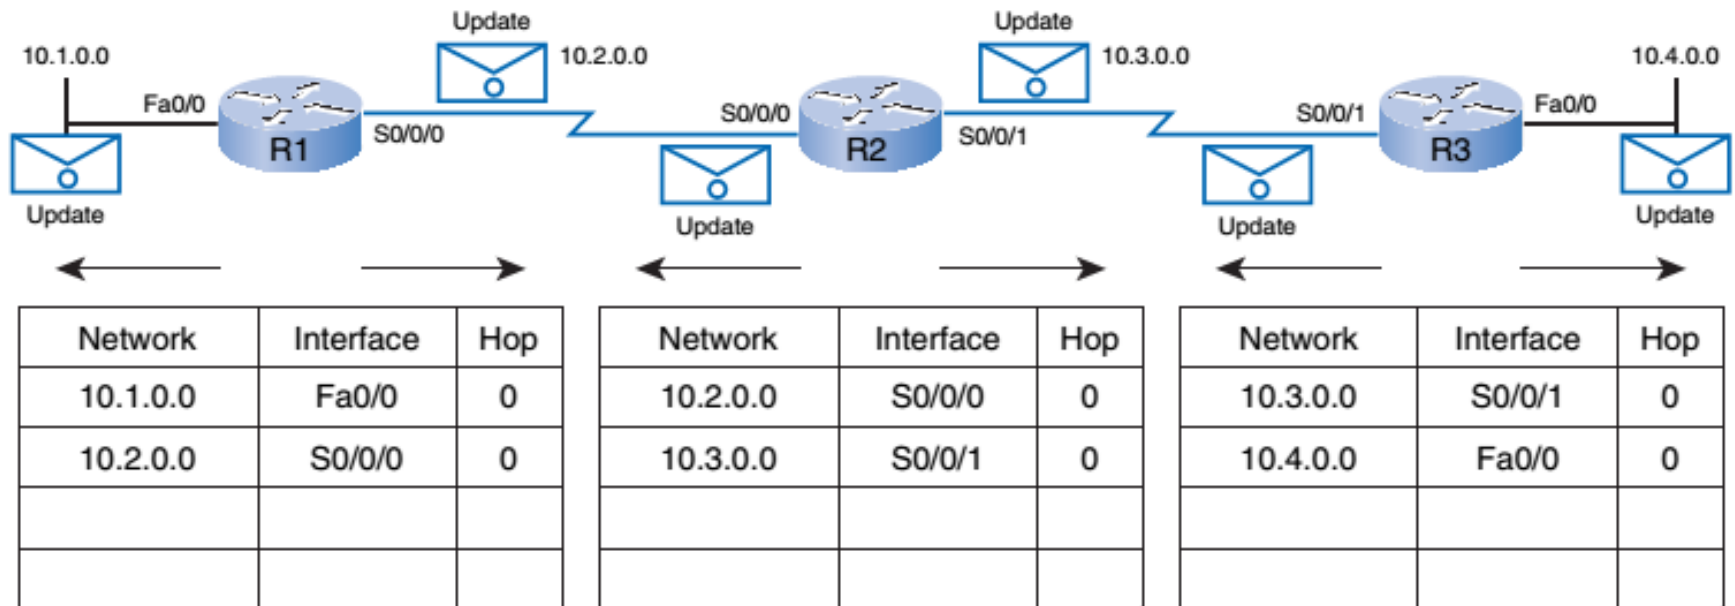 Update
Update
10.1.0.0
10.2.0.0
10.3.0.0
10.4.0.0
Fa0/0
S0/0/0
S0/0/0
S0/0/1
S0/0/1
Fa0/0
R1
R2
R3
Update
Update
Update
Update
Network Interface Hop
10.1.0.0 Fa0/0 0
10.2.0.0 S0/0/0 0
Network Interface Hop
10.2.0.0 S0/0/0 0
10.3.0.0 S0/0/1 0
Network Interface Hop
10.3.0.0 S0/0/1 0
10.4.0.0 Fa0/0 0